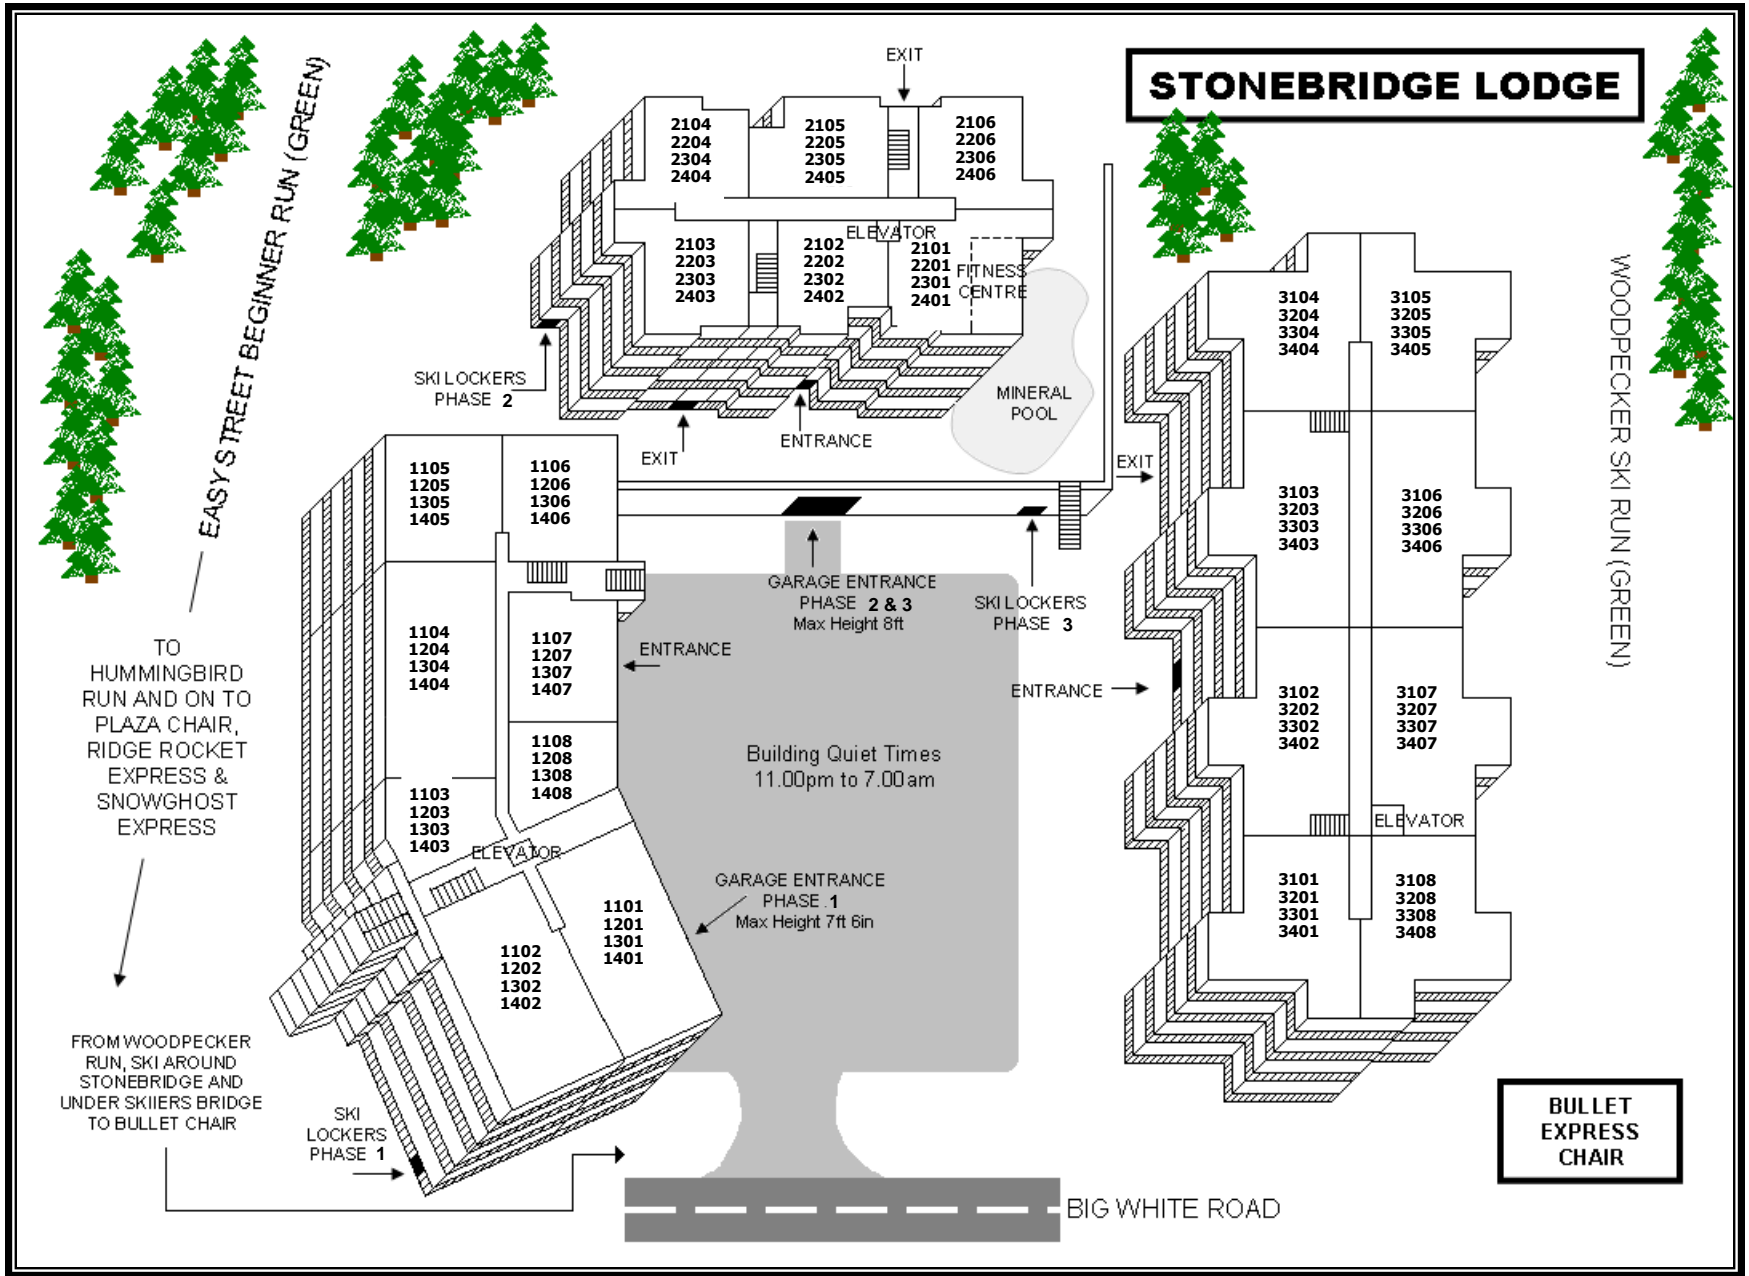 STONEBRIDGE LODGE
EXIT
2104
2204
2304
2404
2105
2205
2305
2405
2106
2206
2306
2406
ELEVATOR
2103
2203
2303
2403
2102
2202
2302
2402
2101
2201
2301
2401
FITNESS
CENTRE
MINERAL
POOL
SKI LOCKERS
PHASE 2
EXIT
ENTRANCE
EASY STREET BEGINNER RUN (GREEN)
TO
HUMMINGBIRD
RUN AND ON TO
PLAZA CHAIR,
RIDGE ROCKET
EXPRESS &
SNOWGHOST
EXPRESS
FROM WOODPECKER
RUN, SKI AROUND
STONEBRIDGE AND
UNDER SKIIERS BRIDGE
TO BULLET CHAIR
1105
1205
1305
1405
1106
1206
1306
1406
1104
1204
1304
1404
1107
1207
1307
1407
1108
1208
1308
1408
1103
1203
1303
1403
ELEVATOR
1101
1201
1301
1401
1102
1202
1302
1402
ENTRANCE
SKI
LOCKERS
PHASE 1
GARAGE ENTRANCE
PHASE 2 & 3
Max Height 8ft
SKI LOCKERS
PHASE 3
Building Quiet Times
11.00pm to 7.00am
GARAGE ENTRANCE
PHASE .1
Max Height 7ft 6in
EXIT
ENTRANCE
3104
3204
3304
3404
3105
3205
3305
3405
3103
3203
3303
3403
3106
3206
3306
3406
3102
3202
3302
3402
3107
3207
3307
3407
ELEVATOR
3101
3201
3301
3401
3108
3208
3308
3408
WOODPECKER SKI RUN (GREEN)
BULLET
EXPRESS
CHAIR
BIG WHITE ROAD